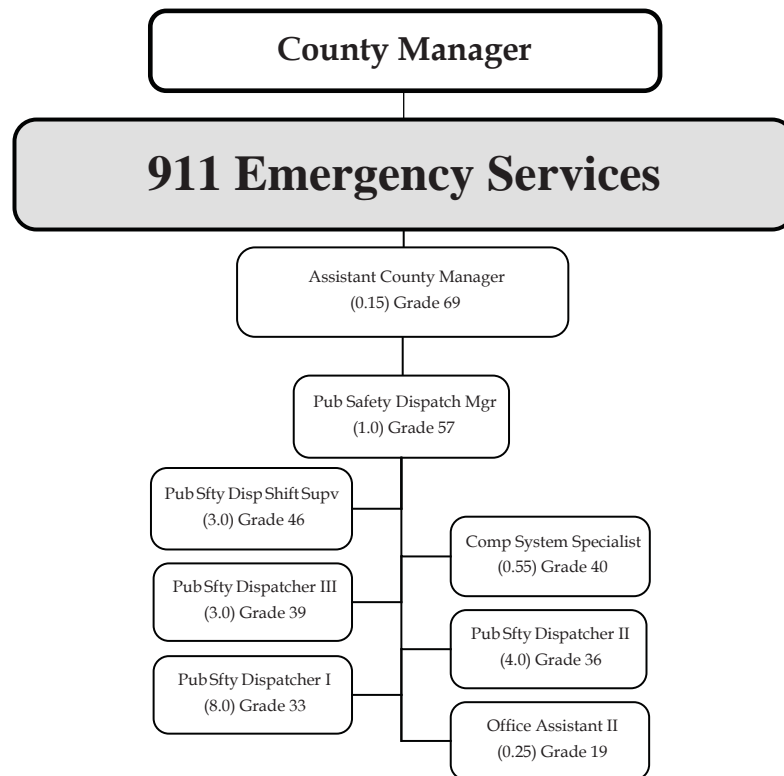 County Manager
911 Emergency Services
Assistant County Manager
(0.15) Grade 69
Pub Safety Dispatch Mgr
(1.0) Grade 57
Pub Sfty Disp Shift Supv
(3.0) Grade 46
Comp System Specialist
(0.55) Grade 40
Pub Sfty Dispatcher III
(3.0) Grade 39
Pub Sfty Dispatcher II
(4.0) Grade 36
Pub Sfty Dispatcher I
(8.0) Grade 33
Office Assistant II
(0.25) Grade 19